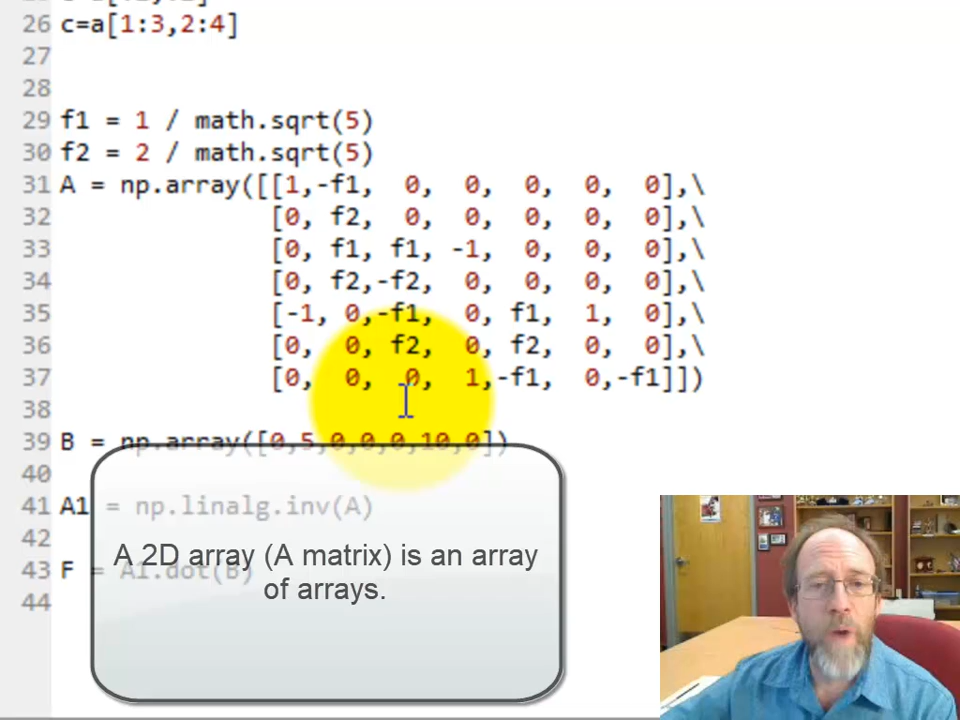 26 c=a[1:3,2:4]
27
28
29 f1 = 1 / math.sqrt(5)
30 f2 = 2 / math.sqrt(5)
31 A = np.array([[1,-f1, 0, 0, 0, 0, 0],\
32 [0, f2, 0, 0, 0, 0, 0],\
33 [0, f1, f1, -1, 0, 0, 0],\
34 [0, f2,-f2, 0, 0, 0, 0],\
35 [-1, 0,-f1, 0, f1, 1, 0],\
36 [0, 0, f2, 0, f2, 0, 0],\
37 [0, 0, 0, 1,-f1, 0,-f1]])
38
39 B = np.array([0,5,0,0,0,10,0])
40
41 A1 = np.linalg.inv(A)
42
43 F = A1.dot(B)
44
A 2D array (A matrix) is an array
of arrays.